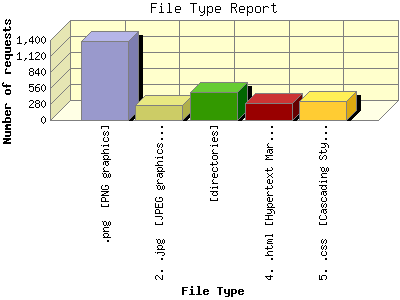 File Type Report
Number of requests
1,400
1,120
840
560
280
0
.png [PNG graphics]
2. .jpg [JPEG graphics...
[directories]
4. .html [Hypertext Mar...
5. .css [Cascading Sty...
File Type